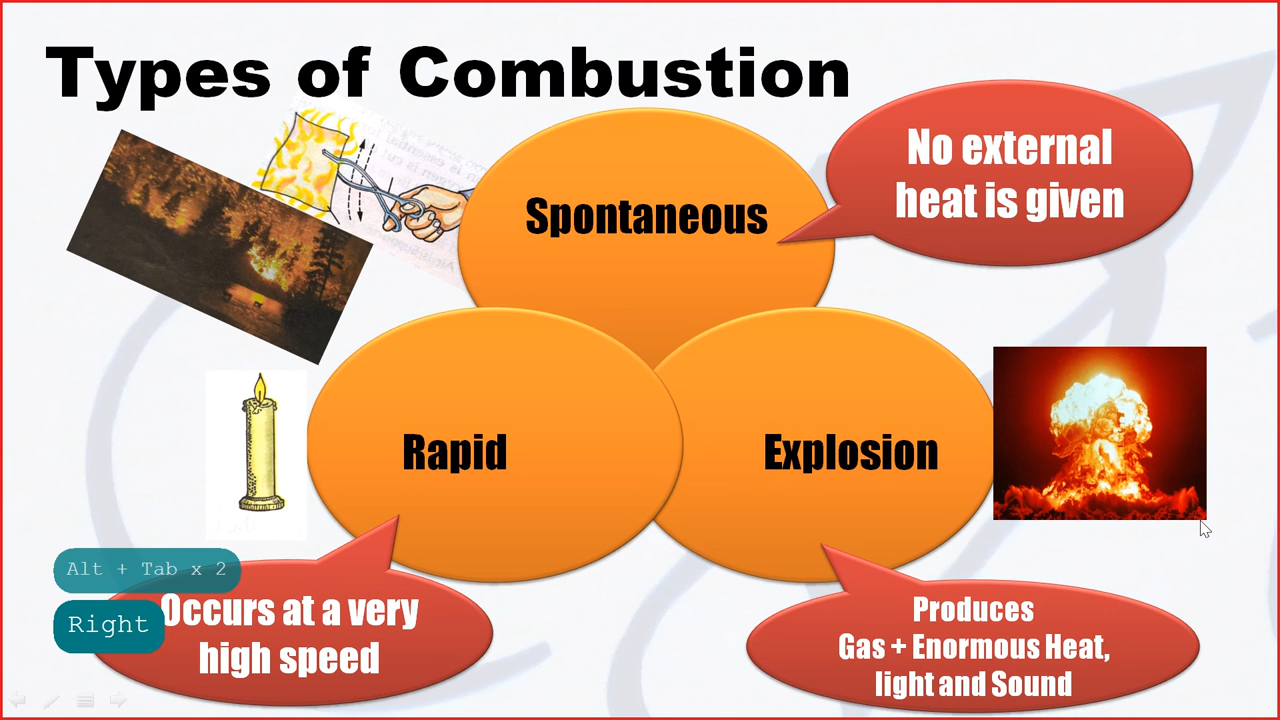 Types of Combustion
No external
heat is given
Spontaneous
Rapid
Explosion
Alt + Tab x 2
Right
Occurs at a very
high speed
Produces
Gas + Enormous Heat,
light and Sound